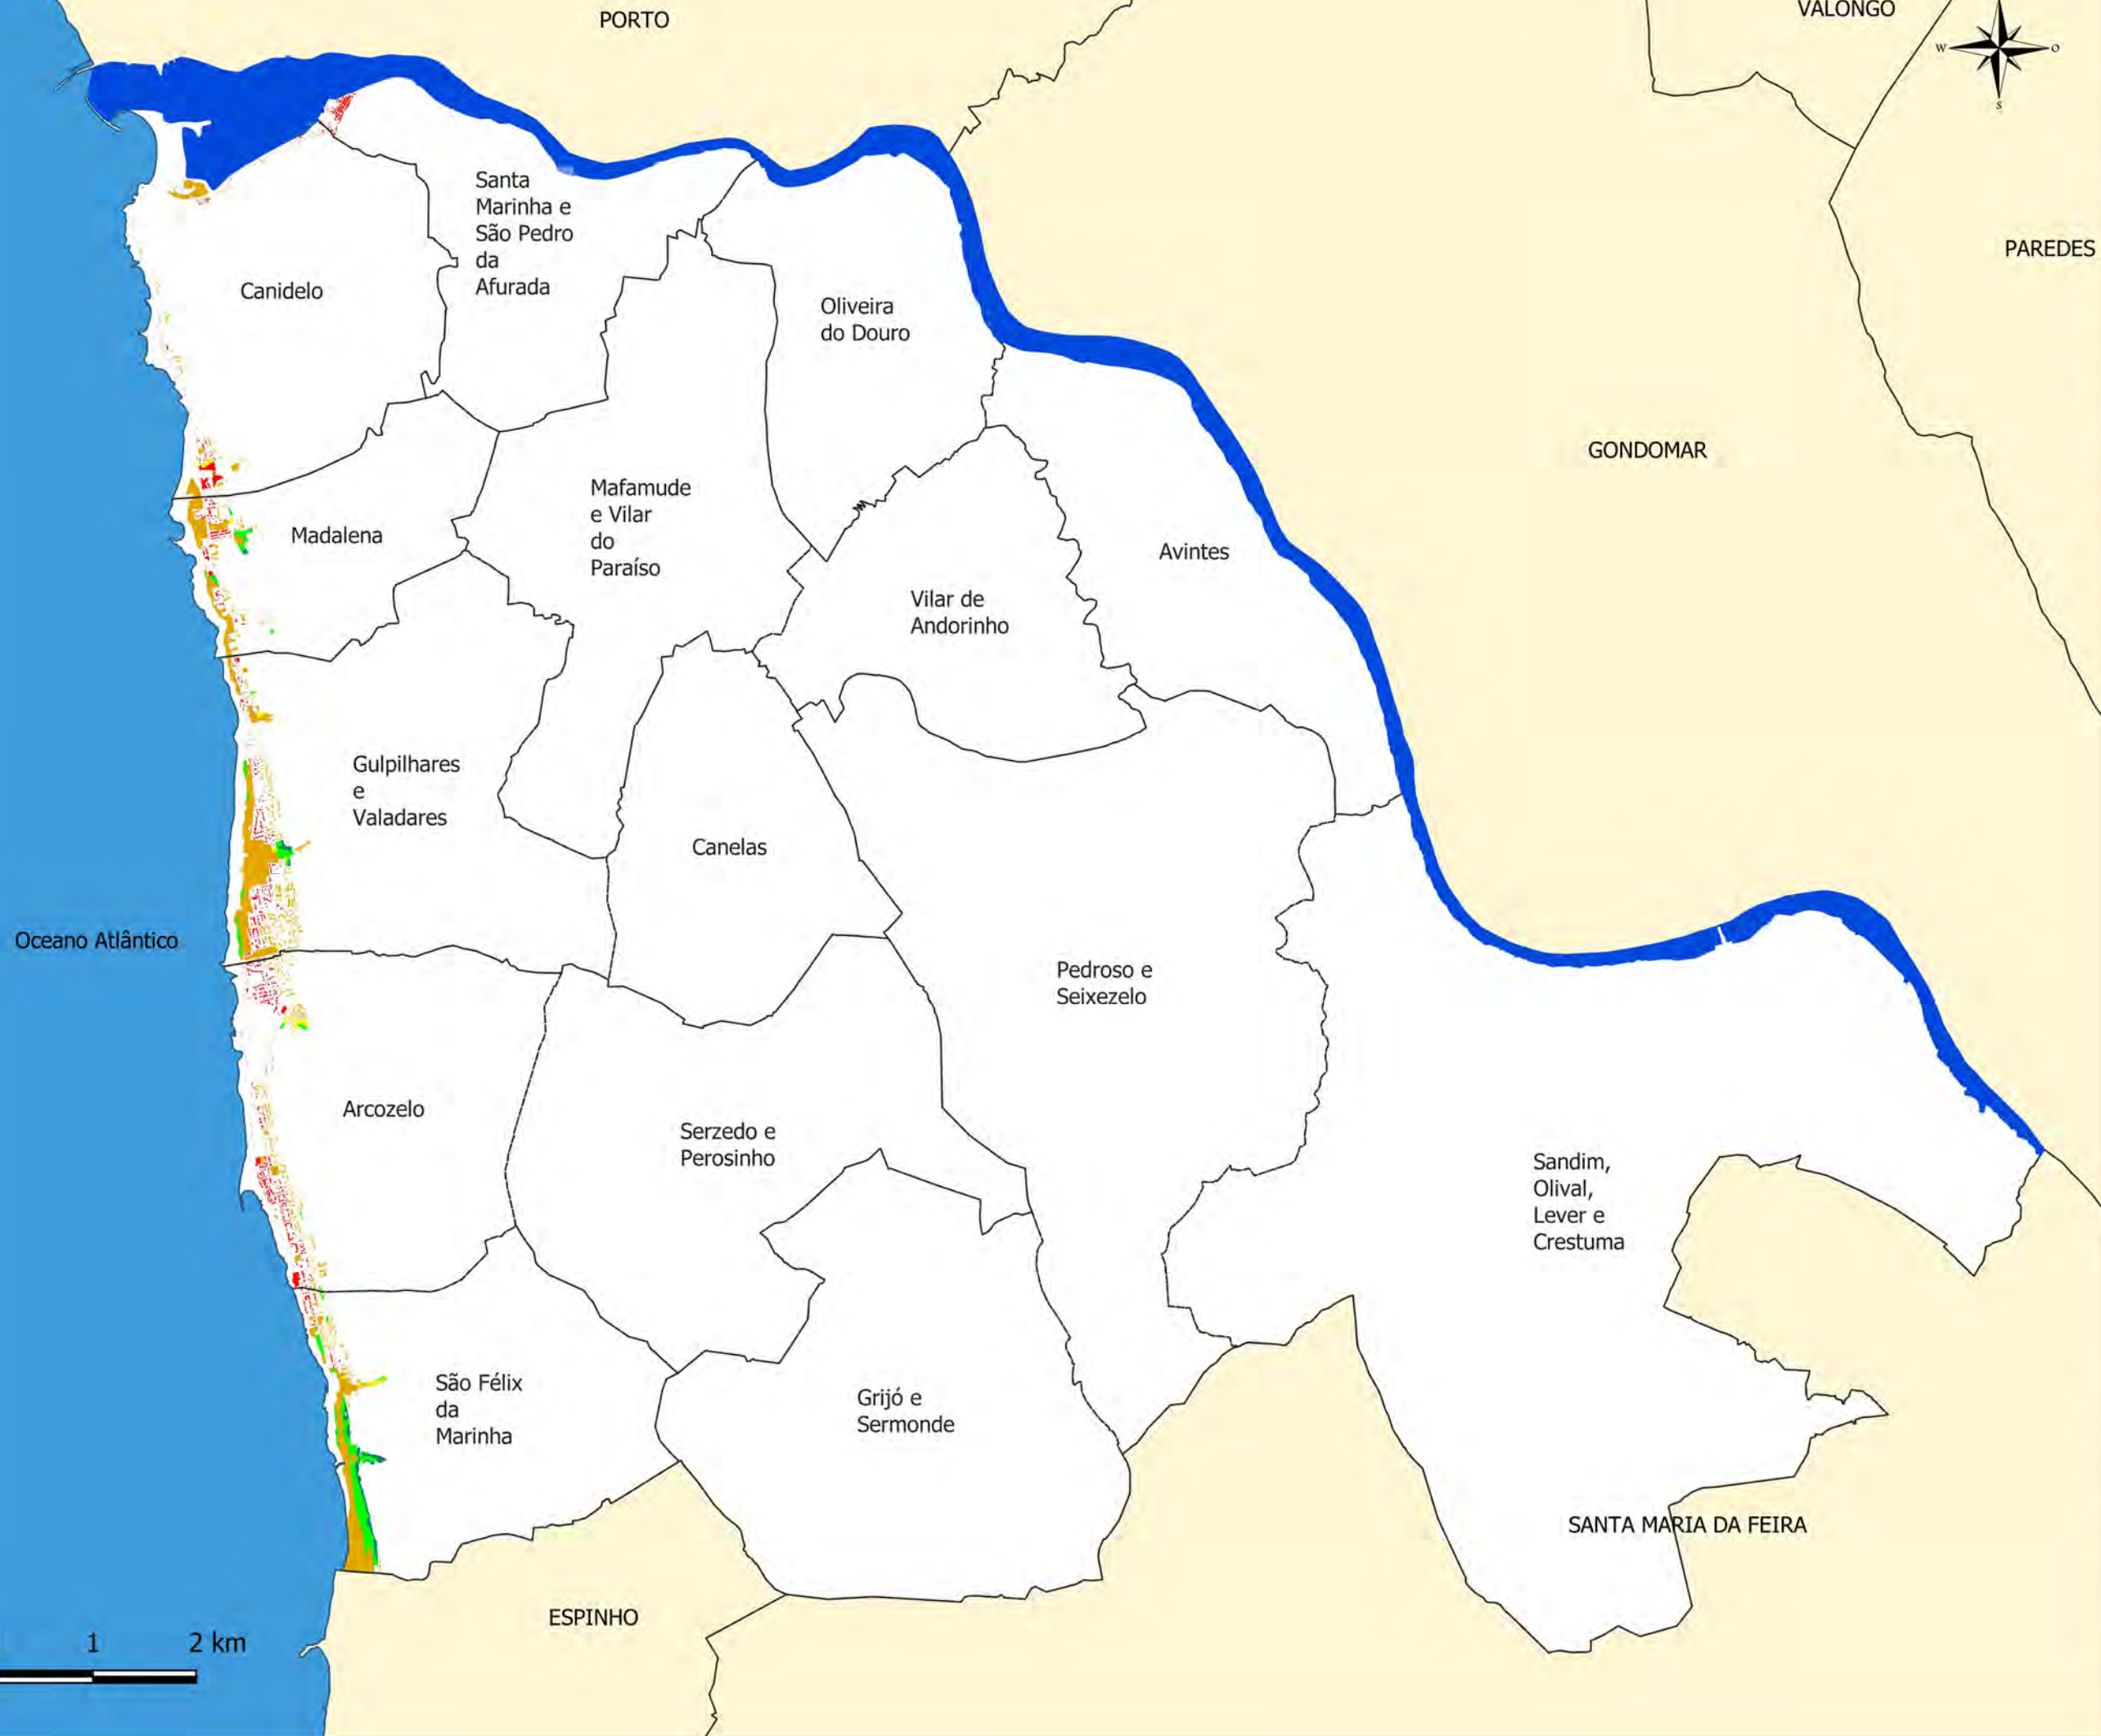 PORTO
VALONGO
W
O
S
PAREDES
Santa
Marinha e
São Pedro
da
Afurada
Canidelo
Oliveira
do Douro
GONDOMAR
Mafamude
e Vilar
do
Paraíso
Madalena
Avintes
Vilar de
Andorinho
Gulpilhares
e
Valadares
Canelas
Oceano Atlântico
Pedroso e
Seixezelo
Arcozelo
Serzedo e
Perosinho
Sandim,
Olival,
Lever e
Crestuma
São Félix
da
Marinha
Grijó e
Sermonde
SANTA MARIA DA FEIRA
ESPINHO
1 2 km